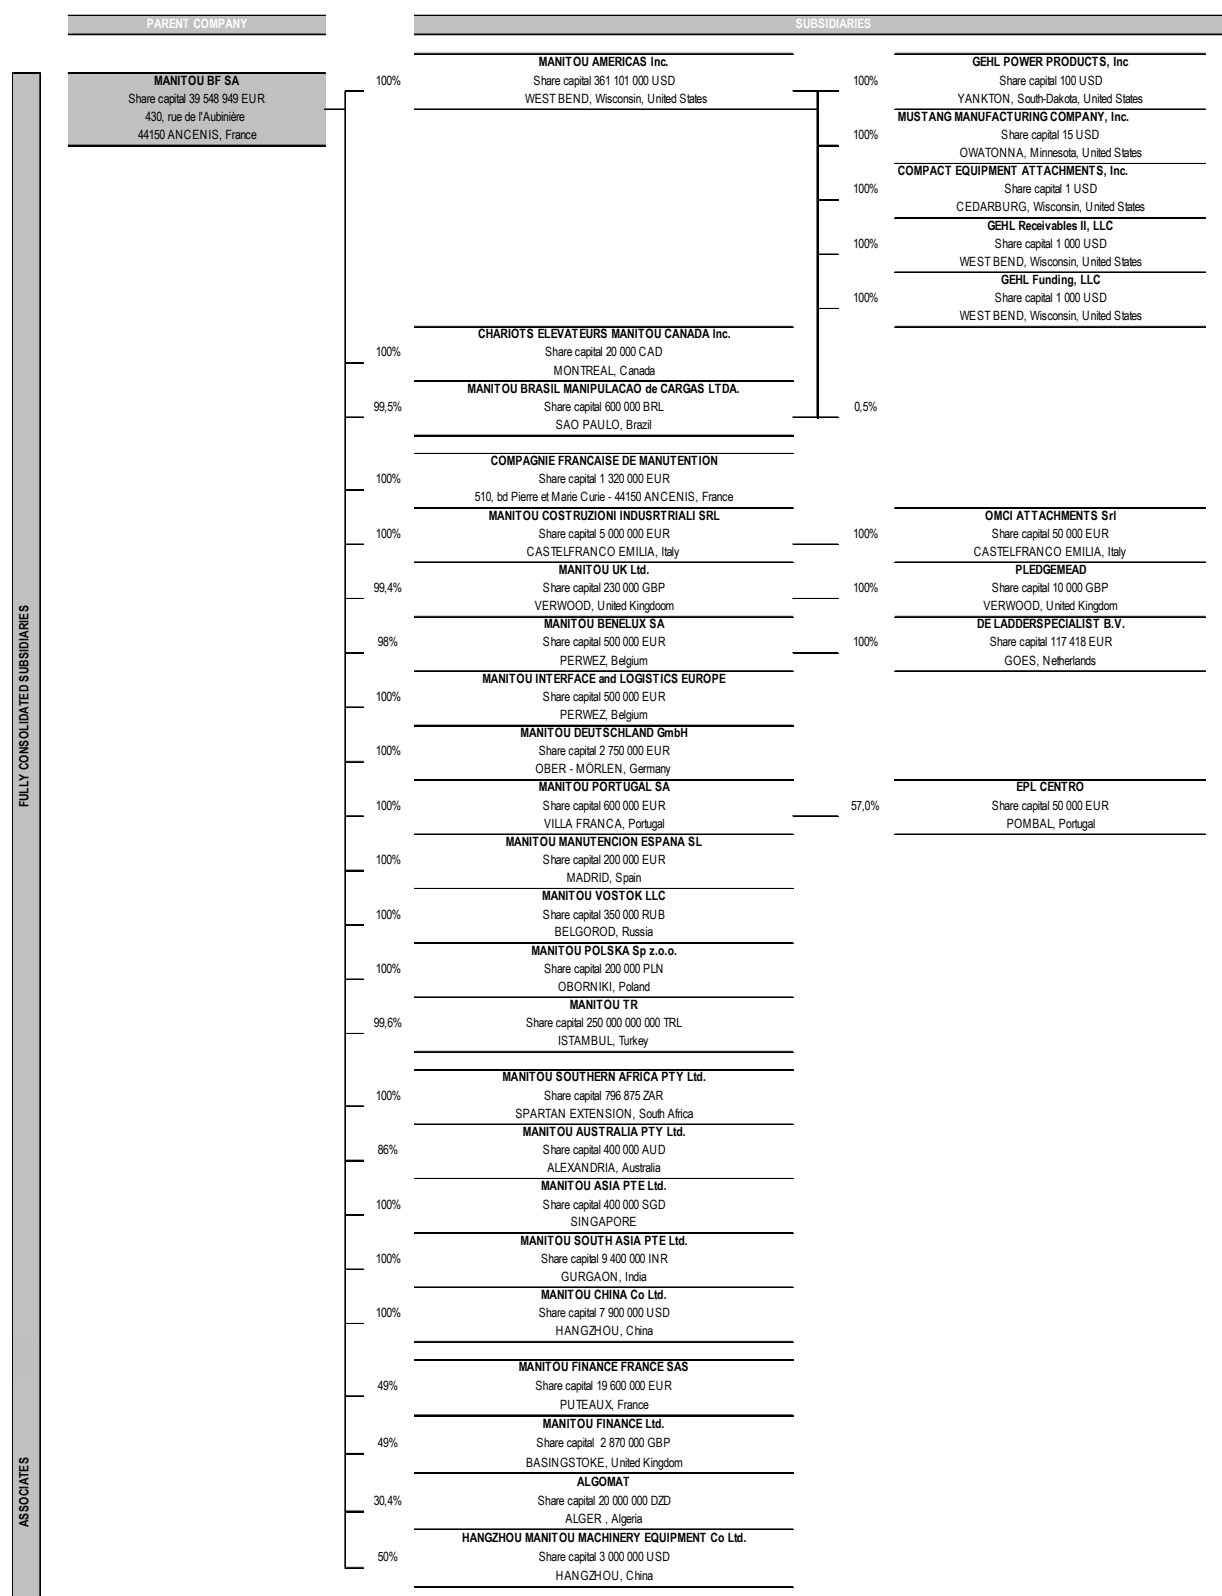 PARENT COMPANY
SUBSIDIARIES
MANITOU BF SA
Share capital 39 548 949 EUR
430, rue de l'Aubinière
44150 ANCENIS, France
FULLY CONSOLIDATED SUBSIDIARIES
100%
MANITOU AMERICAS Inc.
Share capital 361 101 000 USD
WEST BEND, Wisconsin, United States
100%
GEHL POWER PRODUCTS, Inc
Share capital 100 USD
YANKTON, South-Dakota, United States
100%
MUSTANG MANUFACTURING COMPANY, Inc.
Share capital 15 USD
OWATONNA, Minnesota, United States
100%
COMPACT EQUIPMENT ATTACHMENTS, Inc.
Share capital 1 USD
CEDARBURG, Wisconsin, United States
100%
GEHL Receivables II, LLC
Share capital 1 000 USD
WEST BEND, Wisconsin, United States
100%
GEHL Funding, LLC
Share capital 1 000 USD
WEST BEND, Wisconsin, United States
100%
CHARIOTS ELEVATEURS MANITOU CANADA Inc.
Share capital 20 000 CAD
MONTREAL, Canada
99,5%
MANITOU BRASIL MANIPULACAO de CARGAS LTDA.
Share capital 600 000 BRL
SAO PAULO, Brazil
0,5%
100%
COMPAGNIE FRANCAISE DE MANUTENTION
Share capital 1 320 000 EUR
510, bd Pierre et Marie Curie - 44150 ANCENIS, France
100%
MANITOU COSTRUZIONI INDUSRTRIALI SRL
Share capital 5 000 000 EUR
CASTELFRANCO EMILIA, Italy
100%
OMCI ATTACHMENTS Srl
Share capital 50 000 EUR
CASTELFRANCO EMILIA, Italy
99,4%
MANITOU UK Ltd.
Share capital 230 000 GBP
VERWOOD, United Kingdoom
100%
PLEDGEMEAD
Share capital 10 000 GBP
VERWOOD, United Kingdom
98%
MANITOU BENELUX SA
Share capital 500 000 EUR
PERWEZ, Belgium
100%
DE LADDERSPECIALIST B.V.
Share capital 117 418 EUR
GOES, Netherlands
100%
MANITOU INTERFACE and LOGISTICS EUROPE
Share capital 500 000 EUR
PERWEZ, Belgium
100%
MANITOU DEUTSCHLAND GmbH
Share capital 2 750 000 EUR
OBER - MÖRLEN, Germany
100%
MANITOU PORTUGAL SA
Share capital 600 000 EUR
VILLA FRANCA, Portugal
57,0%
EPL CENTRO
Share capital 50 000 EUR
POMBAL, Portugal
100%
MANITOU MANUTENCION ESPANA SL
Share capital 200 000 EUR
MADRID, Spain
100%
MANITOU VOSTOK LLC
Share capital 350 000 RUB
BELGOROD, Russia
100%
MANITOU POLSKA Sp z.o.o.
Share capital 200 000 PLN
OBORNIKI, Poland
99,6%
MANITOU TR
Share capital 250 000 000 000 TRL
ISTAMBUL, Turkey
100%
MANITOU SOUTHERN AFRICA PTY Ltd.
Share capital 796 875 ZAR
SPARTAN EXTENSION, South Africa
86%
MANITOU AUSTRALIA PTY Ltd.
Share capital 400 000 AUD
ALEXANDRIA, Australia
100%
MANITOU ASIA PTE Ltd.
Share capital 400 000 SGD
SINGAPORE
100%
MANITOU SOUTH ASIA PTE Ltd.
Share capital 9 400 000 INR
GURGAON, India
100%
MANITOU CHINA Co Ltd.
Share capital 7 900 000 USD
HANGZHOU, China
ASSOCIATES
49%
MANITOU FINANCE FRANCE SAS
Share capital 19 600 000 EUR
PUTEAUX, France
49%
MANITOU FINANCE Ltd.
Share capital 2 870 000 GBP
BASINGSTOKE, United Kingdom
30,4%
ALGOMAT
Share capital 20 000 000 DZD
ALGER , Algeria
50%
HANGZHOU MANITOU MACHINERY EQUIPMENT Co Ltd.
Share capital 3 000 000 USD
HANGZHOU, China